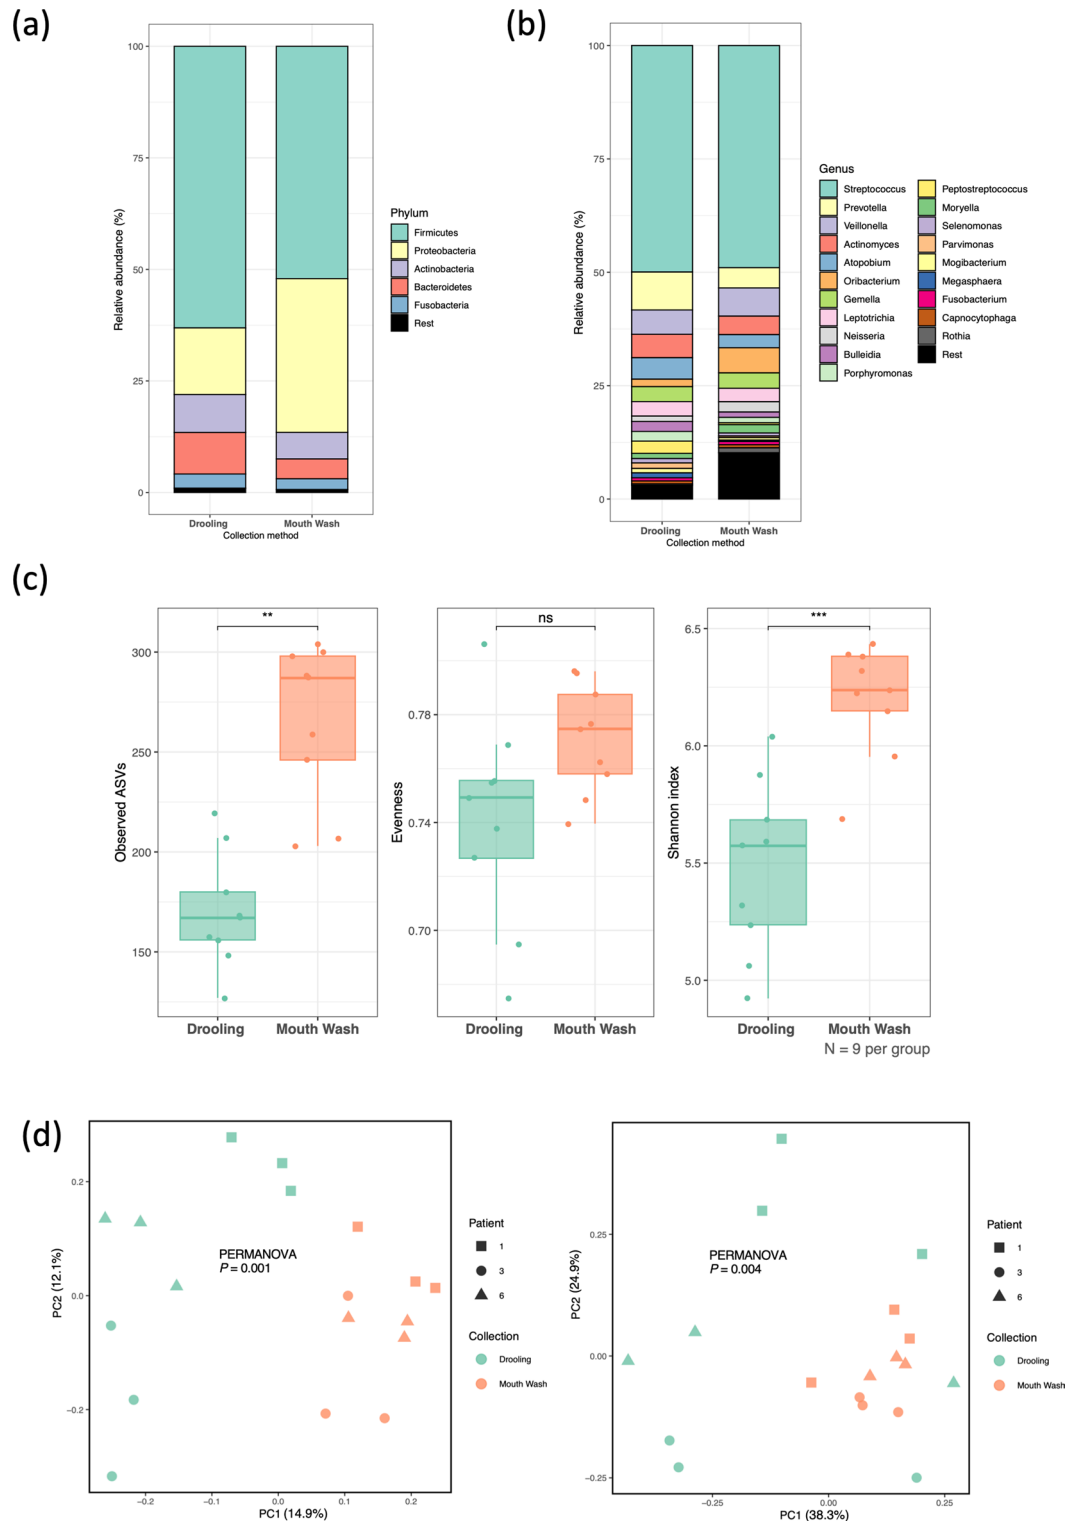 (a)
100
75
50
25
0
Relative abundance (%)
Drooling
Mouth Wash
Collection method
Phylum
Firmicutes
Proteobacteria
Actinobacteria
Bacteroidetes
Fusobacteria
Rest
(b)
100
75
50
25
0
Relative abundance (%)
Drooling
Mouth Wash
Collection method
Genus
Streptococcus
Prevotella
Veillonella
Actinomyces
Atopobium
Oribacterium
Gemella
Leptotrichia
Neisseria
Bulleidia
Porphyromonas
Peptostreptococcus
Moryella
Selenomonas
Parvimonas
Mogibacterium
Megasphaera
Fusobacterium
Capnocytophaga
Rothia
Rest
(c)
**
300
250
200
150
Observed ASVs
Drooling
Mouth Wash
ns
0.78
0.74
0.70
Evenness
Drooling
Mouth Wash
***
6.5
6.0
5.5
5.0
Shannon index
Drooling
Mouth Wash
N = 9 per group
(d)
0.2
0.0
−0.2
PC2 (12.1%)
PERMANOVA
P = 0.001
−0.2
−0.1
0.0
0.1
0.2
PC1 (14.9%)
Patient
1
3
6
Collection
Drooling
Mouth Wash
0.25
0.00
−0.25
PC2 (24.9%)
PERMANOVA
P = 0.004
−0.25
0.00
0.25
PC1 (38.3%)
Patient
1
3
6
Collection
Drooling
Mouth Wash